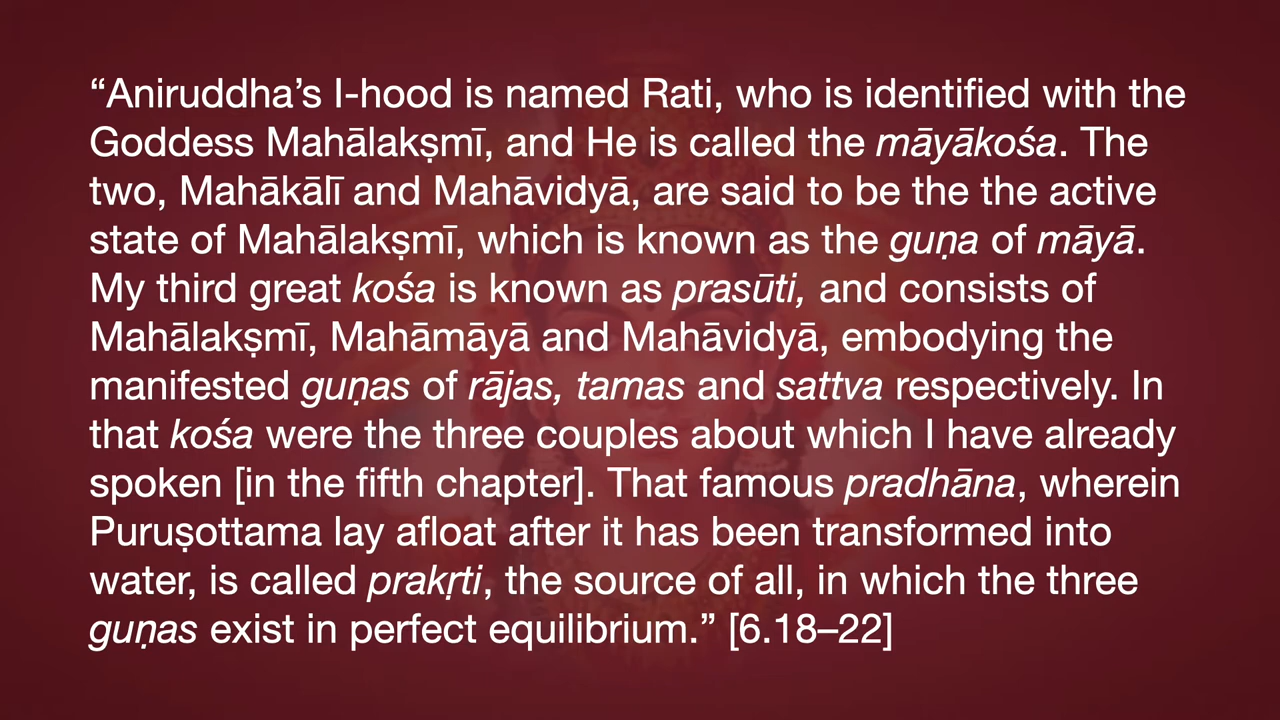 “Aniruddha’s I-hood is named Rati, who is identified with the
Goddess Mahālakṣmī, and He is called the māyākośa. The
two, Mahākālī and Mahāvidyā, are said to be the the active
state of Mahālakṣmī, which is known as the guṇa of māyā.
My third great kośa is known as prasūti, and consists of
Mahālakṣmī, Mahāmāyā and Mahāvidyā, embodying the
manifested guṇas of rājas, tamas and sattva respectively. In
that kośa were the three couples about which I have already
spoken [in the fifth chapter]. That famous pradhāna, wherein
Puruṣottama lay afloat after it has been transformed into
water, is called prakṛti, the source of all, in which the three
guṇas exist in perfect equilibrium.” [6.18–22]